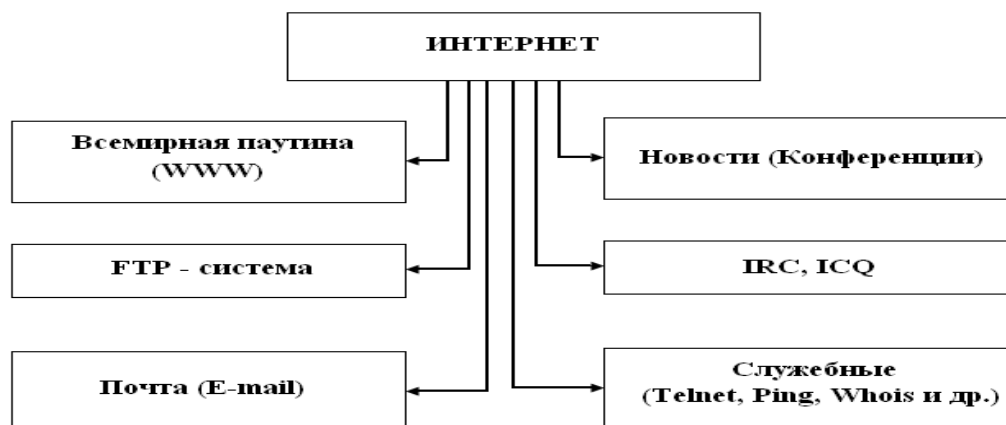 ИНТЕРНЕТ
Всемирная паутина
(WWW)
FTP - система
Почта (E-mail)
Новости (Конференции)
IRC, ICQ
Служебные
(Telnet, Ping, Whois и др.)